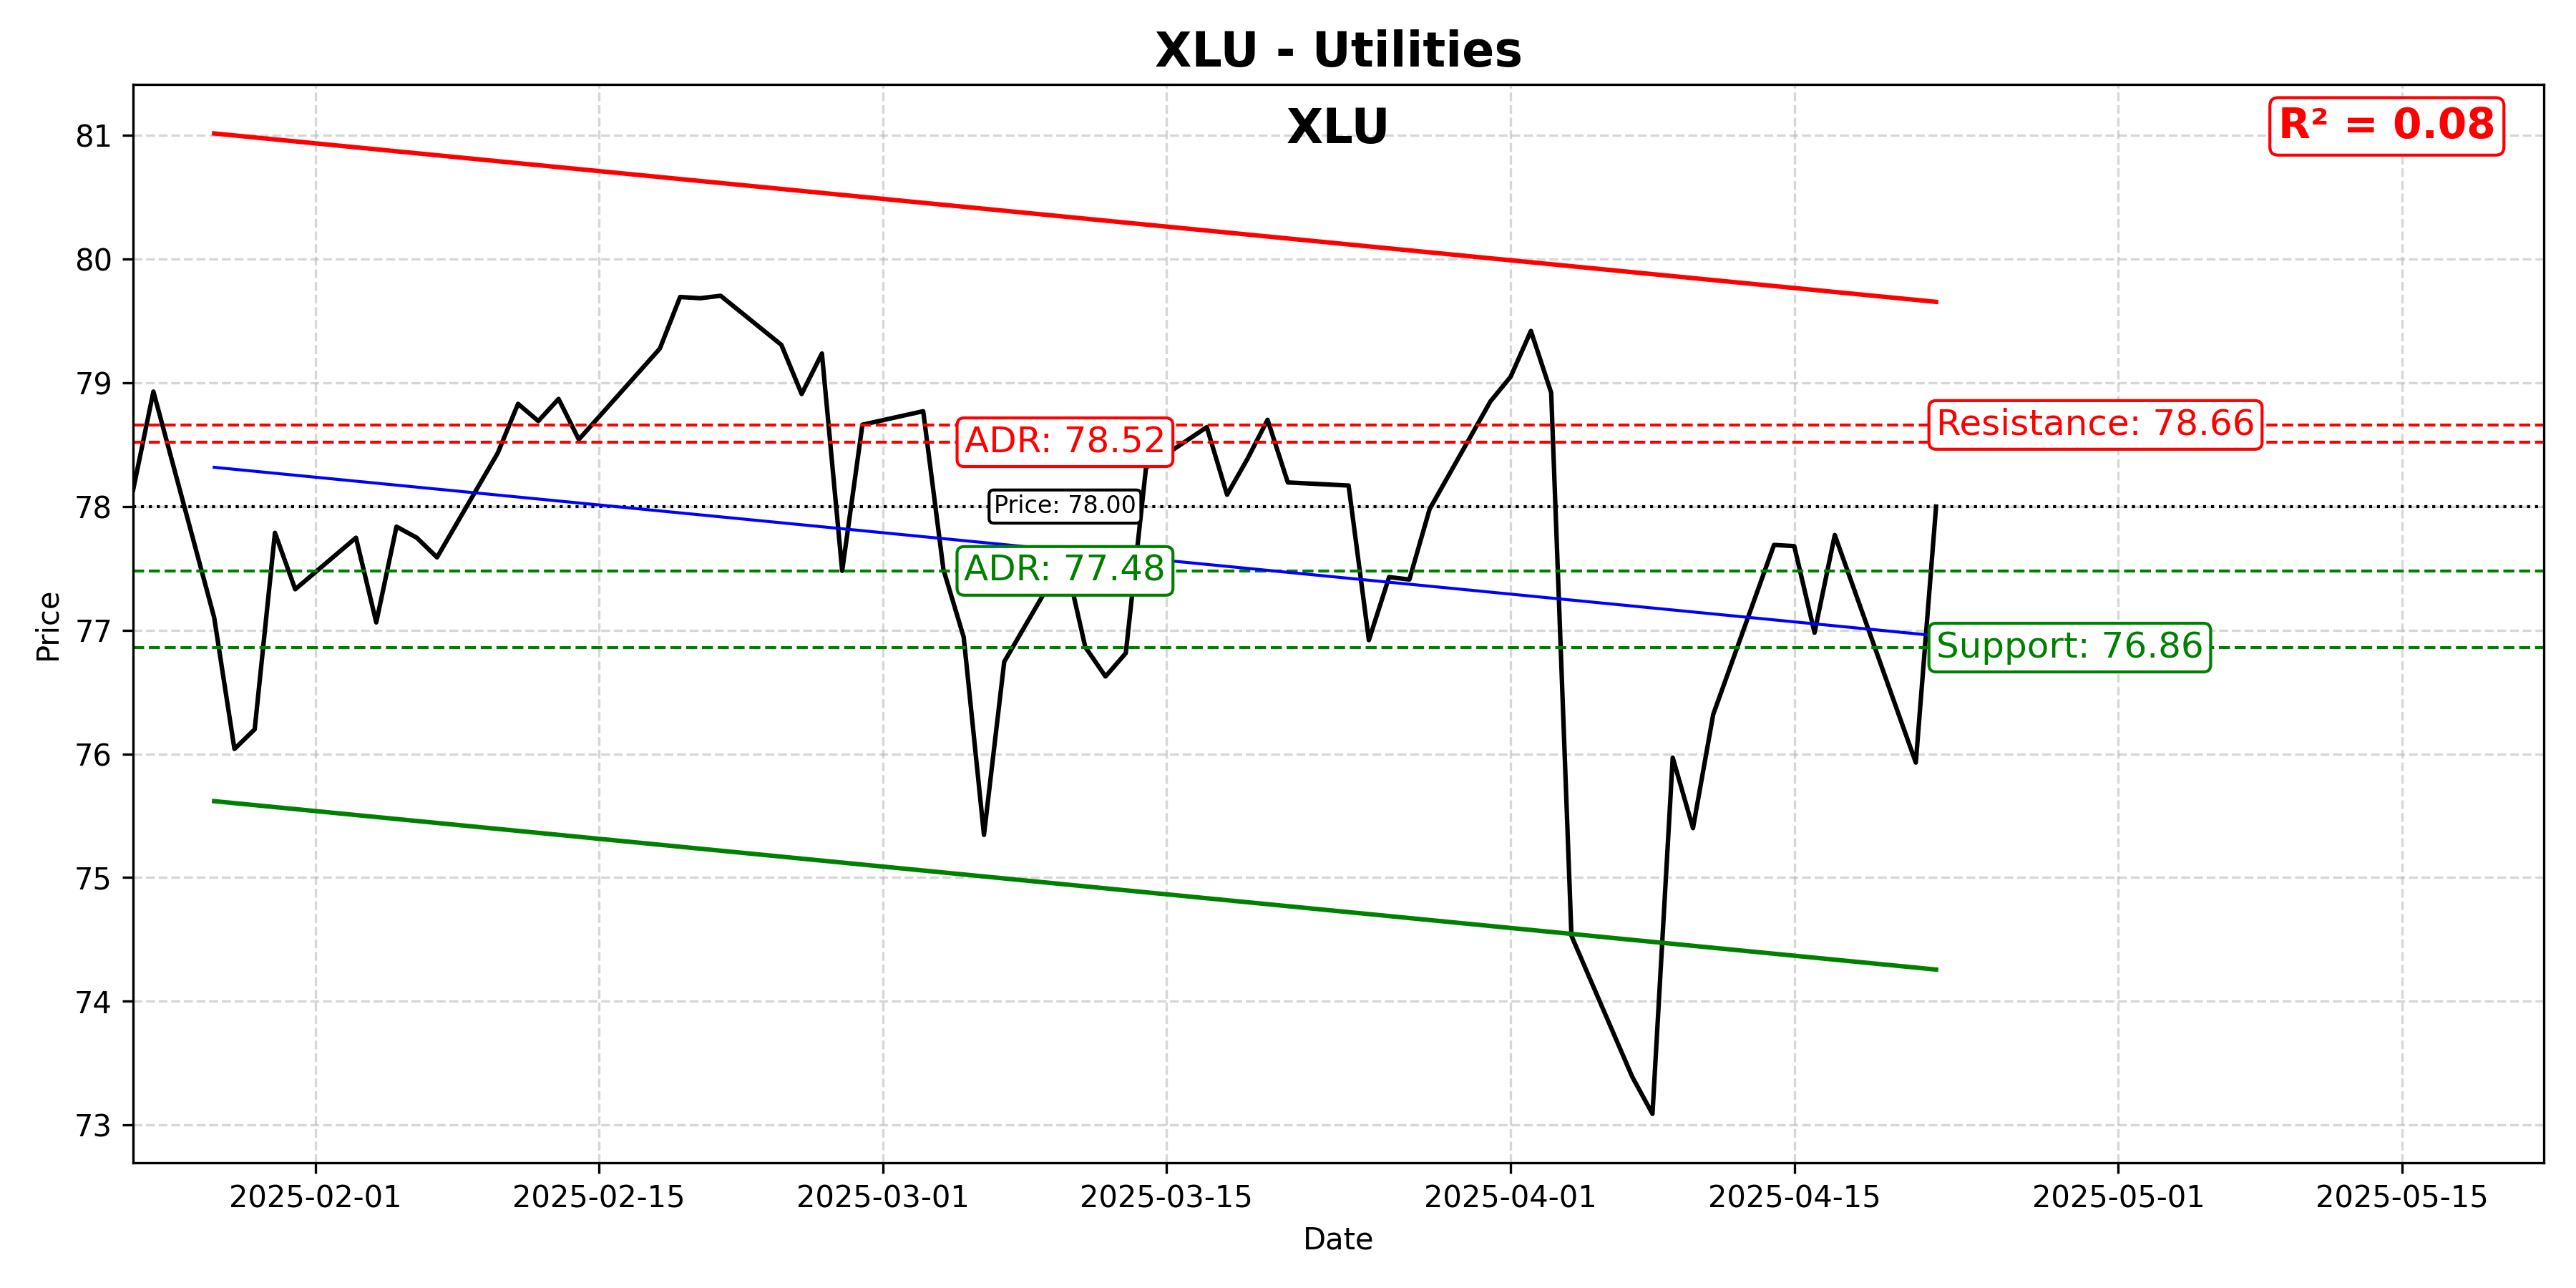 XLU - Utilities
XLU
R² = 0.08
81
80
79
78
77
76
75
74
73
Price
ADR: 78.52
Resistance: 78.66
Price: 78.00
ADR: 77.48
Support: 76.86
2025-02-01
2025-02-15
2025-03-01
2025-03-15
2025-04-01
2025-04-15
2025-05-01
2025-05-15
Date